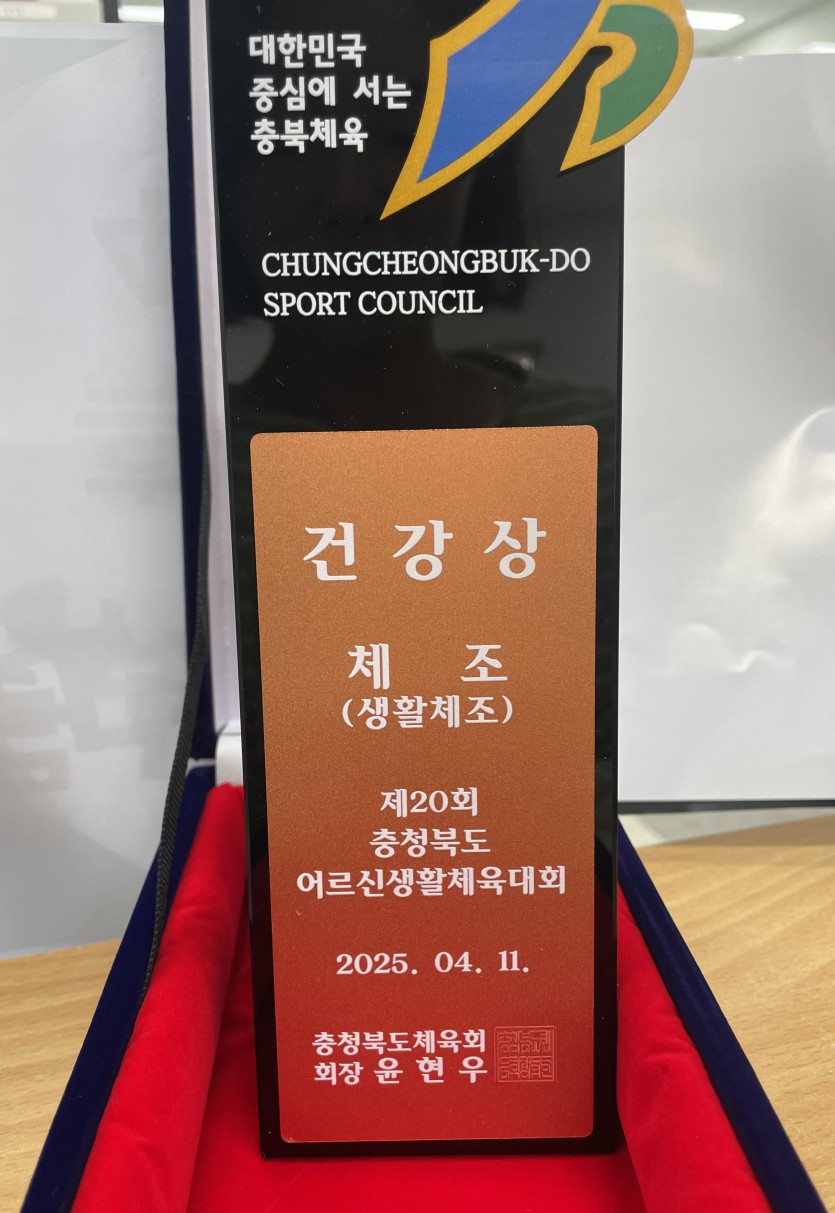 대한민국
중심에 서는
충북체육
CHUNGCHEONGBUK-DO
SPORT COUNCIL
건 강 상
체 조
(생활체조)
제20회
충청북도
어르신생활체육대회
2025. 04. 11.
충청북도체육회
회장 윤 현 우